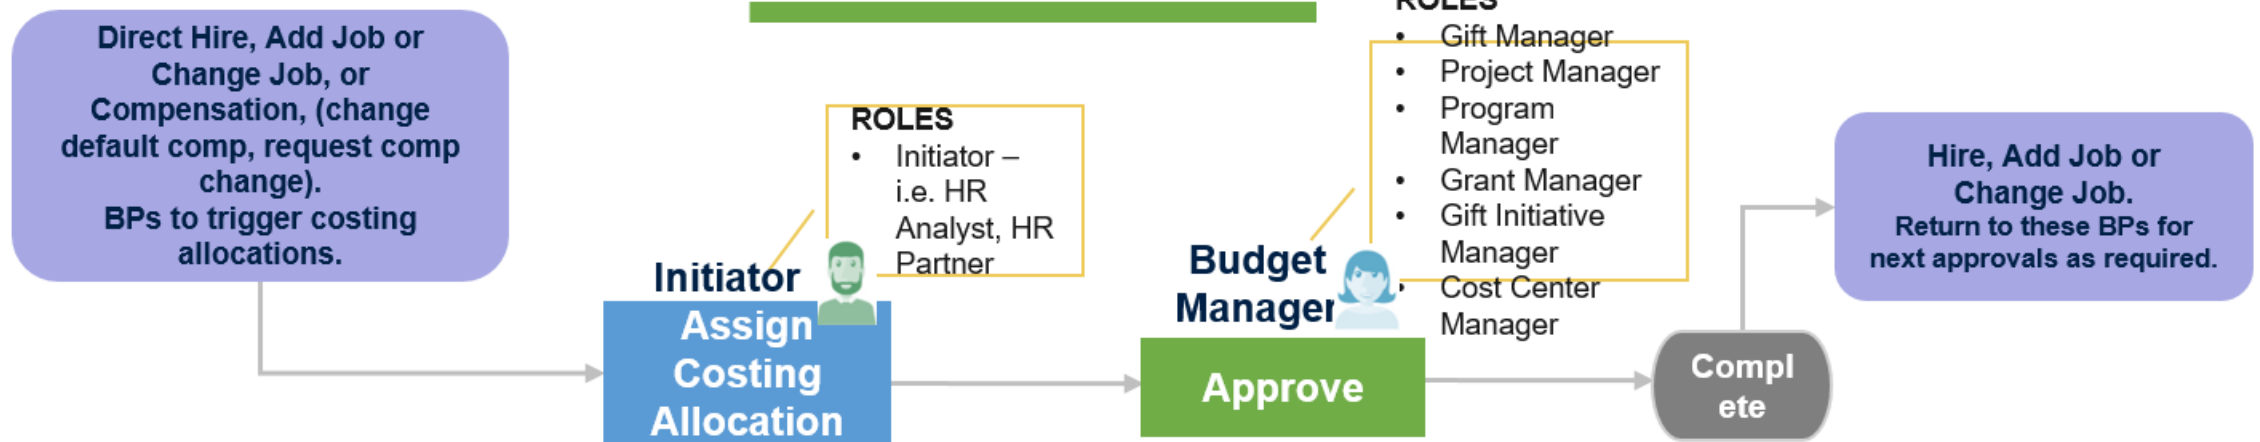 Direct Hire, Add Job or
Change Job, or
Compensation, (change
default comp, request comp
change).
BPs to trigger costing
allocations.
ROLES
• Initiator –
i.e. HR
Analyst, HR
Partner
Initiator
Assign
Costing
Allocation
ROLES
• Gift Manager
• Project Manager
• Program
Manager
• Grant Manager
• Gift Initiative
Manager
• Cost Center
Manager
Budget
Manager
Approve
Compl
ete
Hire, Add Job or
Change Job.
Return to these BPs for
next approvals as required.